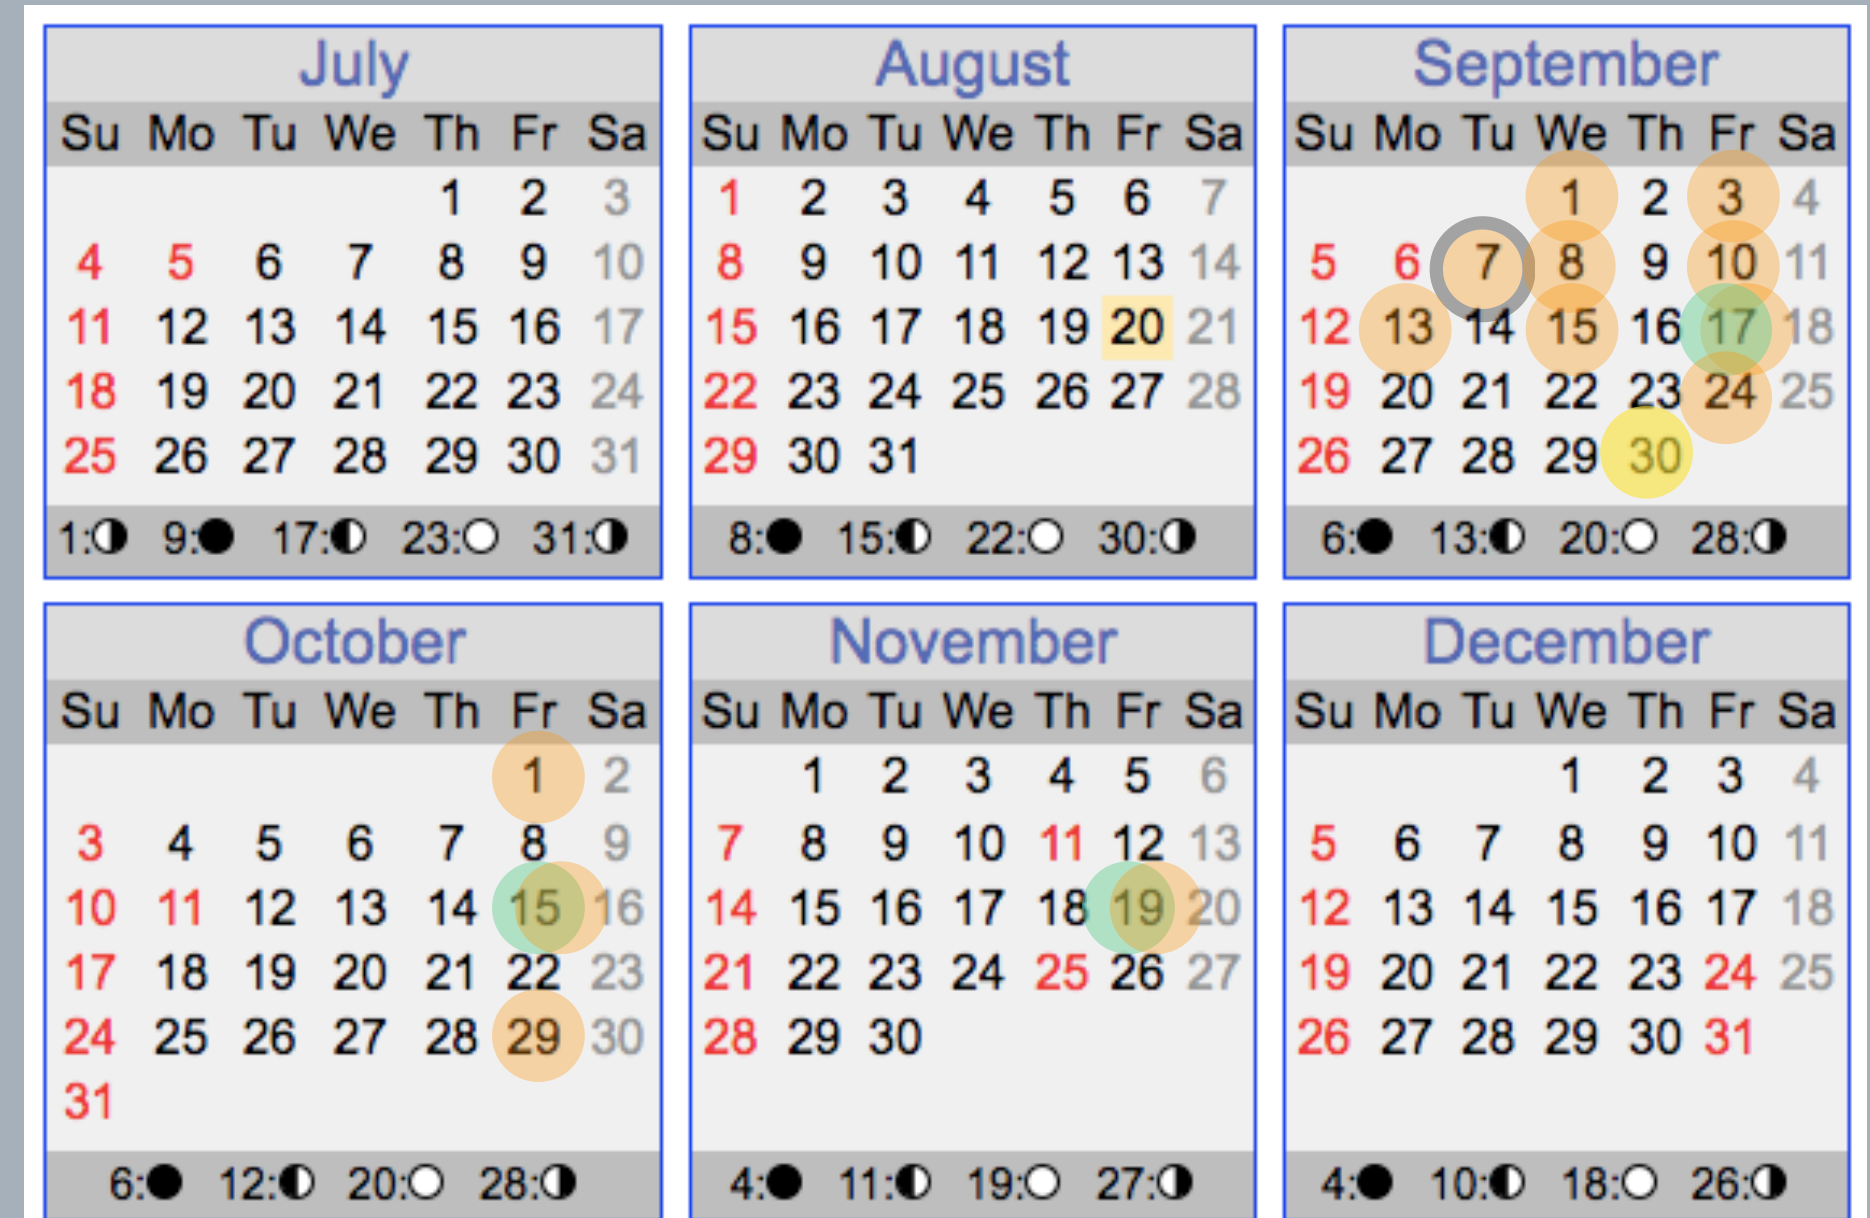 July
Su Mo Tu We Th Fr Sa
1 2 3
4 5 6 7 8 9 10
11 12 13 14 15 16 17
18 19 20 21 22 23 24
25 26 27 28 29 30 31
1: 9: 17: 23: 31:
August
Su Mo Tu We Th Fr Sa
1 2 3 4 5 6 7
8 9 10 11 12 13 14
15 16 17 18 19 20 21
22 23 24 25 26 27 28
29 30 31
8: 15: 22: 30:
September
Su Mo Tu We Th Fr Sa
1 2 3 4
5 6 7 8 9 10 11
12 13 14 15 16 17 18
19 20 21 22 23 24 25
26 27 28 29 30
6: 13: 20: 28:
October
Su Mo Tu We Th Fr Sa
1 2
3 4 5 6 7 8 9
10 11 12 13 14 15 16
17 18 19 20 21 22 23
24 25 26 27 28 29 30
31
6: 12: 20: 28:
November
Su Mo Tu We Th Fr Sa
1 2 3 4 5 6
7 8 9 10 11 12 13
14 15 16 17 18 19 20
21 22 23 24 25 26 27
28 29 30
4: 11: 19: 27:
December
Su Mo Tu We Th Fr Sa
1 2 3 4
5 6 7 8 9 10 11
12 13 14 15 16 17 18
19 20 21 22 23 24 25
26 27 28 29 30 31
4: 10: 18: 26: